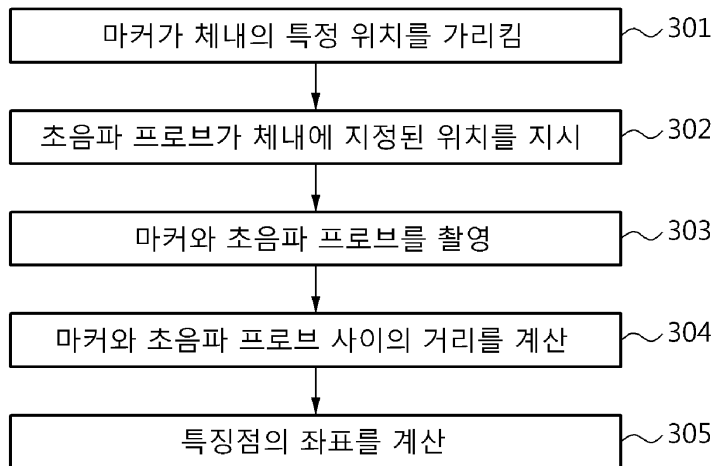 마커가 체내의 특정 위치를 가리킴 301
초음파 프로브가 체내에 지정된 위치를 지시 302
마커와 초음파 프로브를 촬영 303
마커와 초음파 프로브 사이의 거리를 계산 304
특징점의 좌표를 계산 305